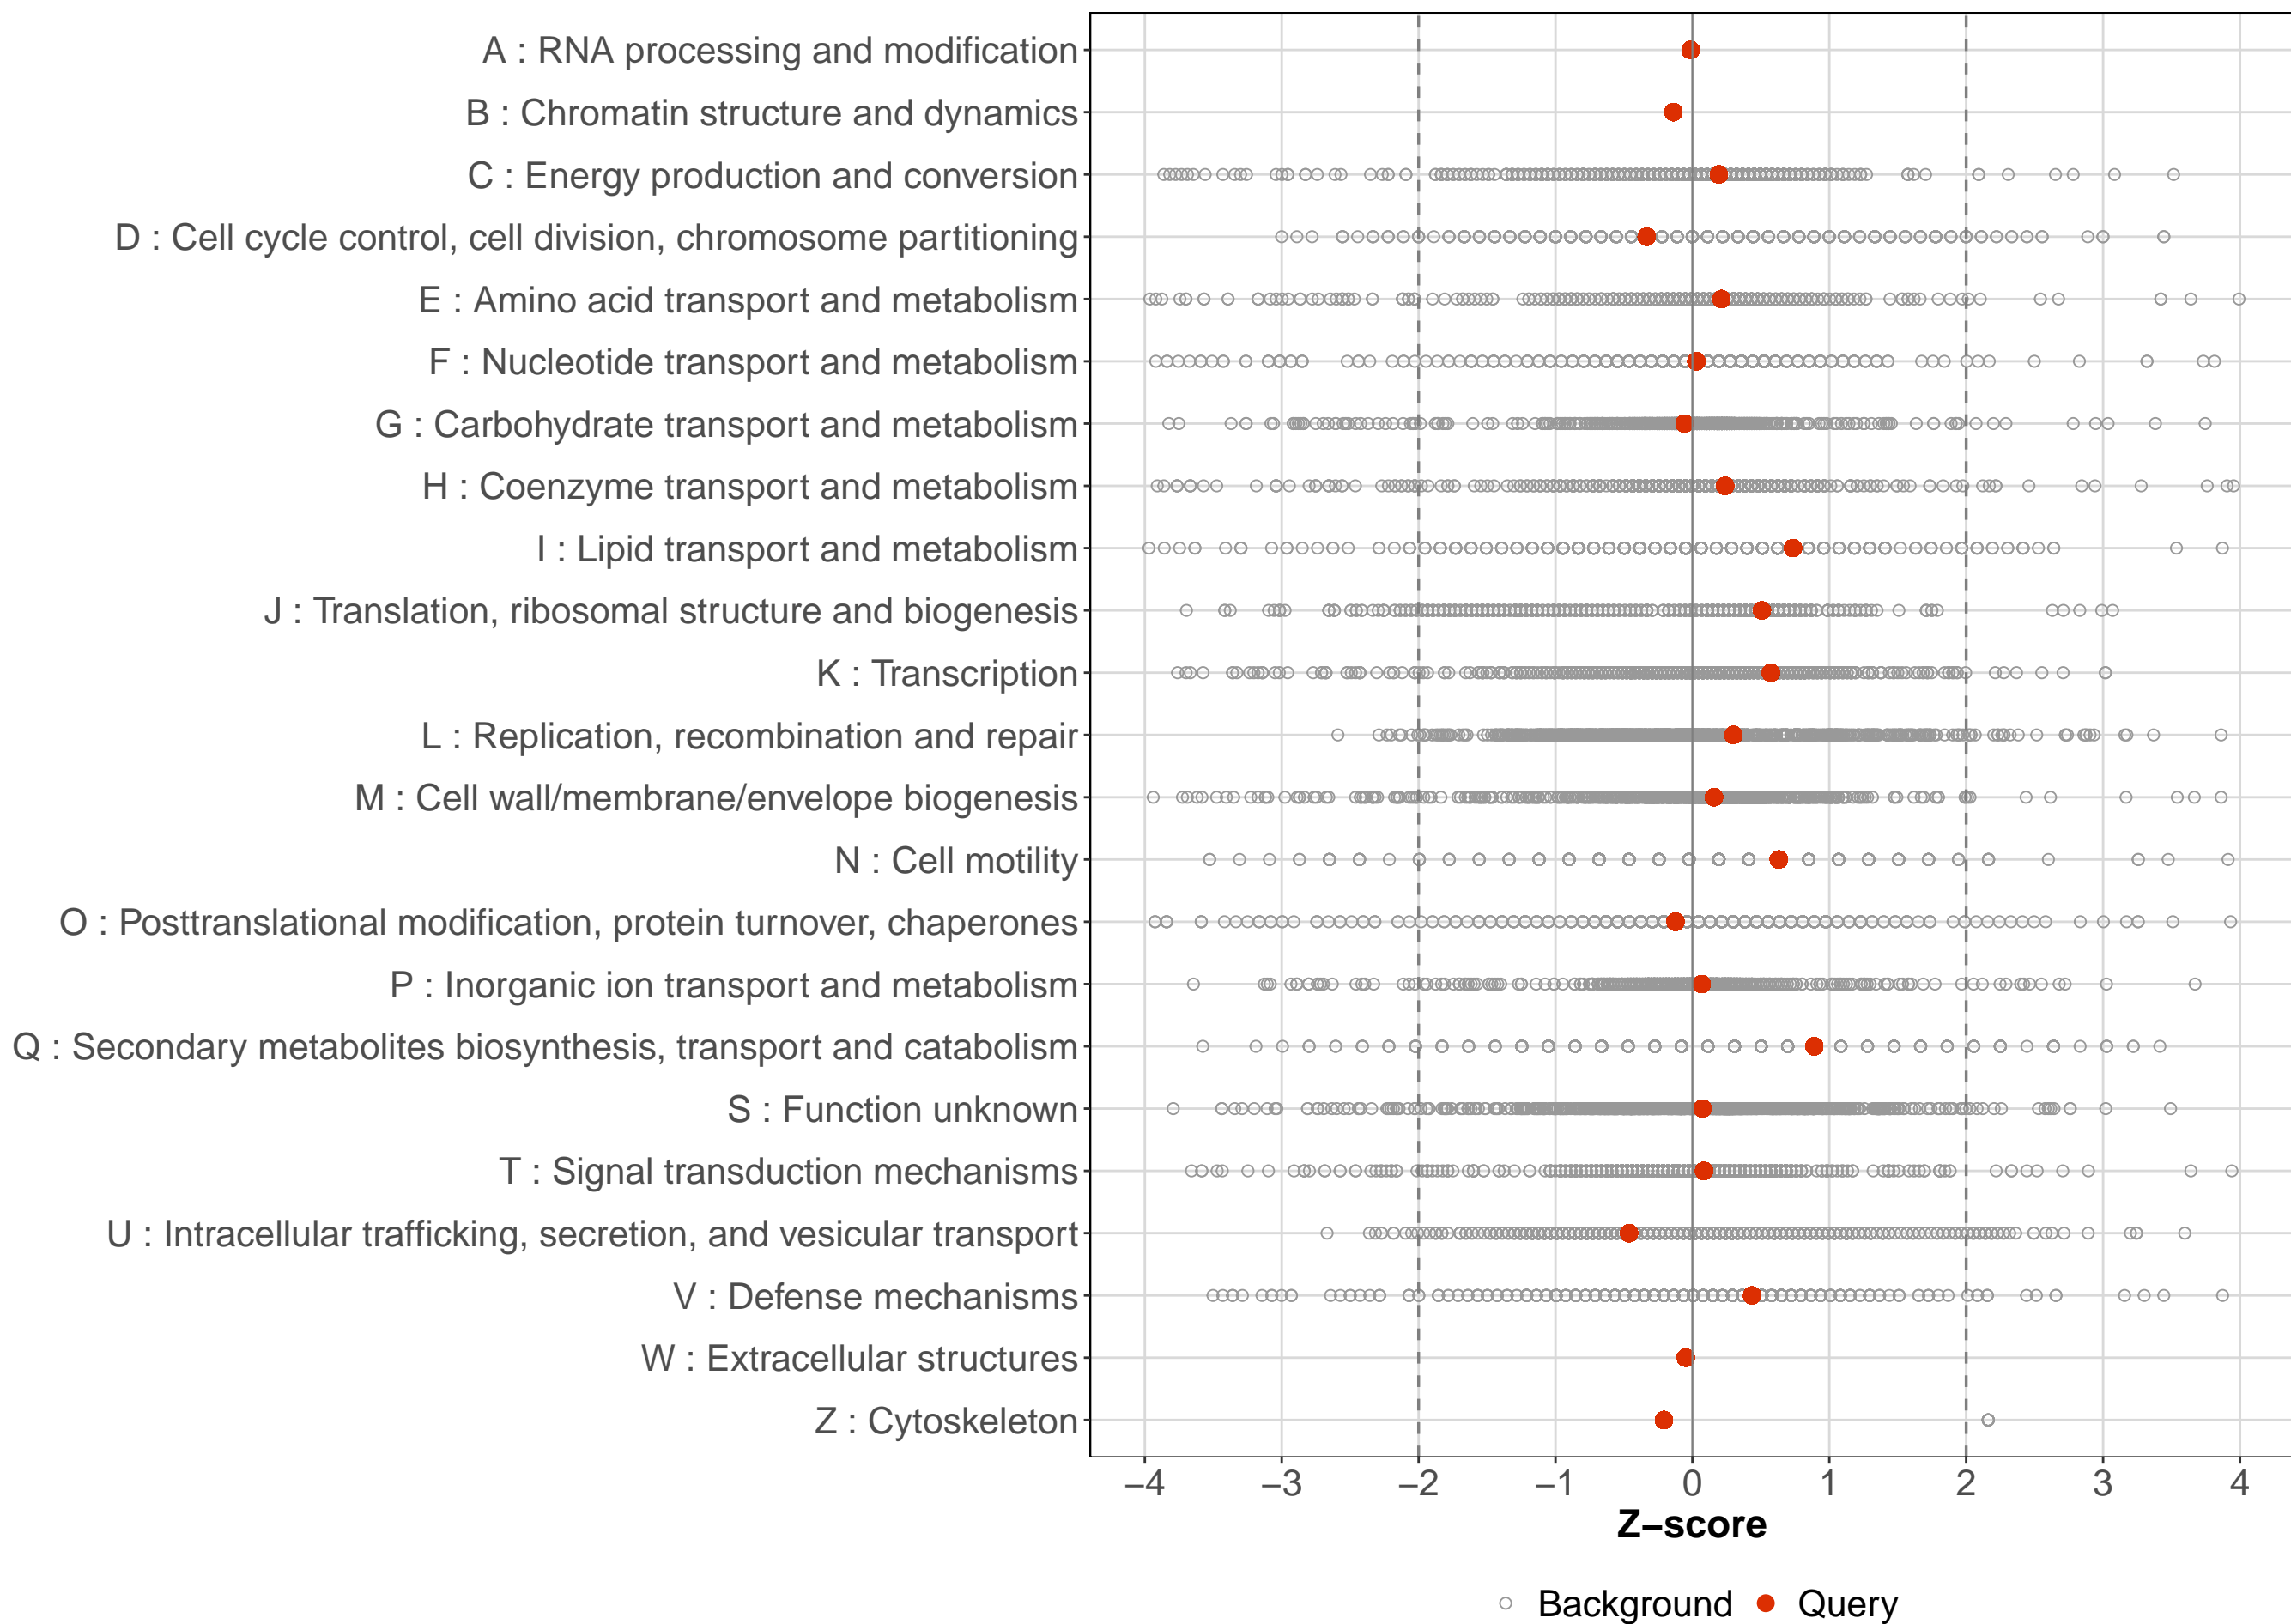 A : RNA processing and modification
B : Chromatin structure and dynamics
C : Energy production and conversion
D : Cell cycle control, cell division, chromosome partitioning
E : Amino acid transport and metabolism
F : Nucleotide transport and metabolism
G : Carbohydrate transport and metabolism
H : Coenzyme transport and metabolism
I : Lipid transport and metabolism
J : Translation, ribosomal structure and biogenesis
K : Transcription
L : Replication, recombination and repair
M : Cell wall/membrane/envelope biogenesis
N : Cell motility
O : Posttranslational modification, protein turnover, chaperones
P : Inorganic ion transport and metabolism
Q : Secondary metabolites biosynthesis, transport and catabolism
S : Function unknown
T : Signal transduction mechanisms
U : Intracellular trafficking, secretion, and vesicular transport
V : Defense mechanisms
W : Extracellular structures
Z : Cytoskeleton
−4 −3 −2 −1 0 1 2 3 4
Z−score
Background Query